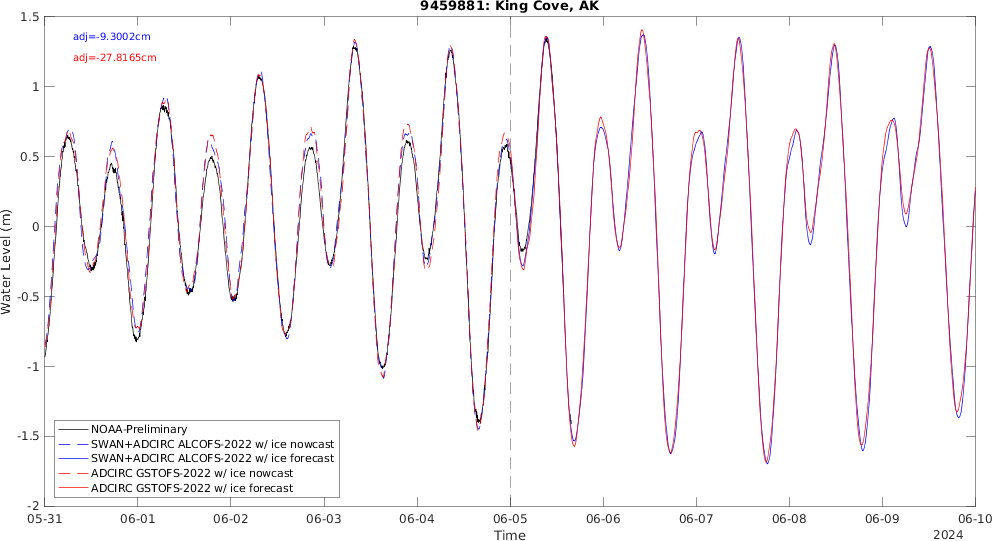 9459881: King Cove, AK
adj=-9.3002cm
adj=-27.8165cm
1.5
1
0.5
0
-0.5
-1
-1.5
-2
Water Level (m)
NOAA-Preliminary
SWAN+ADCIRC ALCOFS-2022 w/ ice nowcast
SWAN+ADCIRC ALCOFS-2022 w/ ice forecast
ADCIRC GSTOFS-2022 w/ ice nowcast
ADCIRC GSTOFS-2022 w/ ice forecast
05-31 06-01 06-02 06-03 06-04 06-05 06-06 06-07 06-08 06-09 06-10
Time
2024